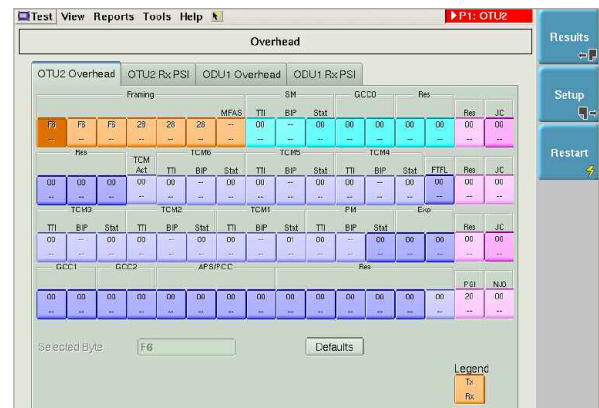 Test View Reports Tools Help
P1: OTU2
Overhead
Results
Setup
Restart
OTU2 Overhead OTU2 Rx PSI ODU1 Overhead ODU1 Rx PSI
Framing SM GCC0 Res
MFAS TTI BIP Stat Res JC
F6 F6 F6 28 28 28 -- 00 -- 00 00 00 00 00 00 00
-- -- -- -- -- -- -- -- -- -- -- -- -- -- -- --
Res TCM6 TCM5 TCM4
TCM Act TTI BIP Stat TTI BIP Stat TTI BIP Stat FTFL Res JC
00 00 00 00 00 -- 00 00 -- 00 00 -- 00 00 00 00
-- -- -- -- -- -- -- -- -- -- -- -- -- -- -- --
TCM3 TCM2 TCM1 PM Exp
TTI BIP Stat TTI BIP Stat TTI BIP Stat TTI BIP Stat Res JC
00 -- 00 00 -- 00 00 -- 01 00 -- 00 00 00 00 00
-- -- -- -- -- -- -- -- -- -- -- -- -- -- -- --
GCC1 GCC2 APS/PCC Res
PSI NJO
00 00 00 00 00 00 00 00 00 00 00 00 00 00 20 00
-- -- -- -- -- -- -- -- -- -- -- -- -- -- -- --
Selected Byte F6 Defaults
Legend
Tx
Rx